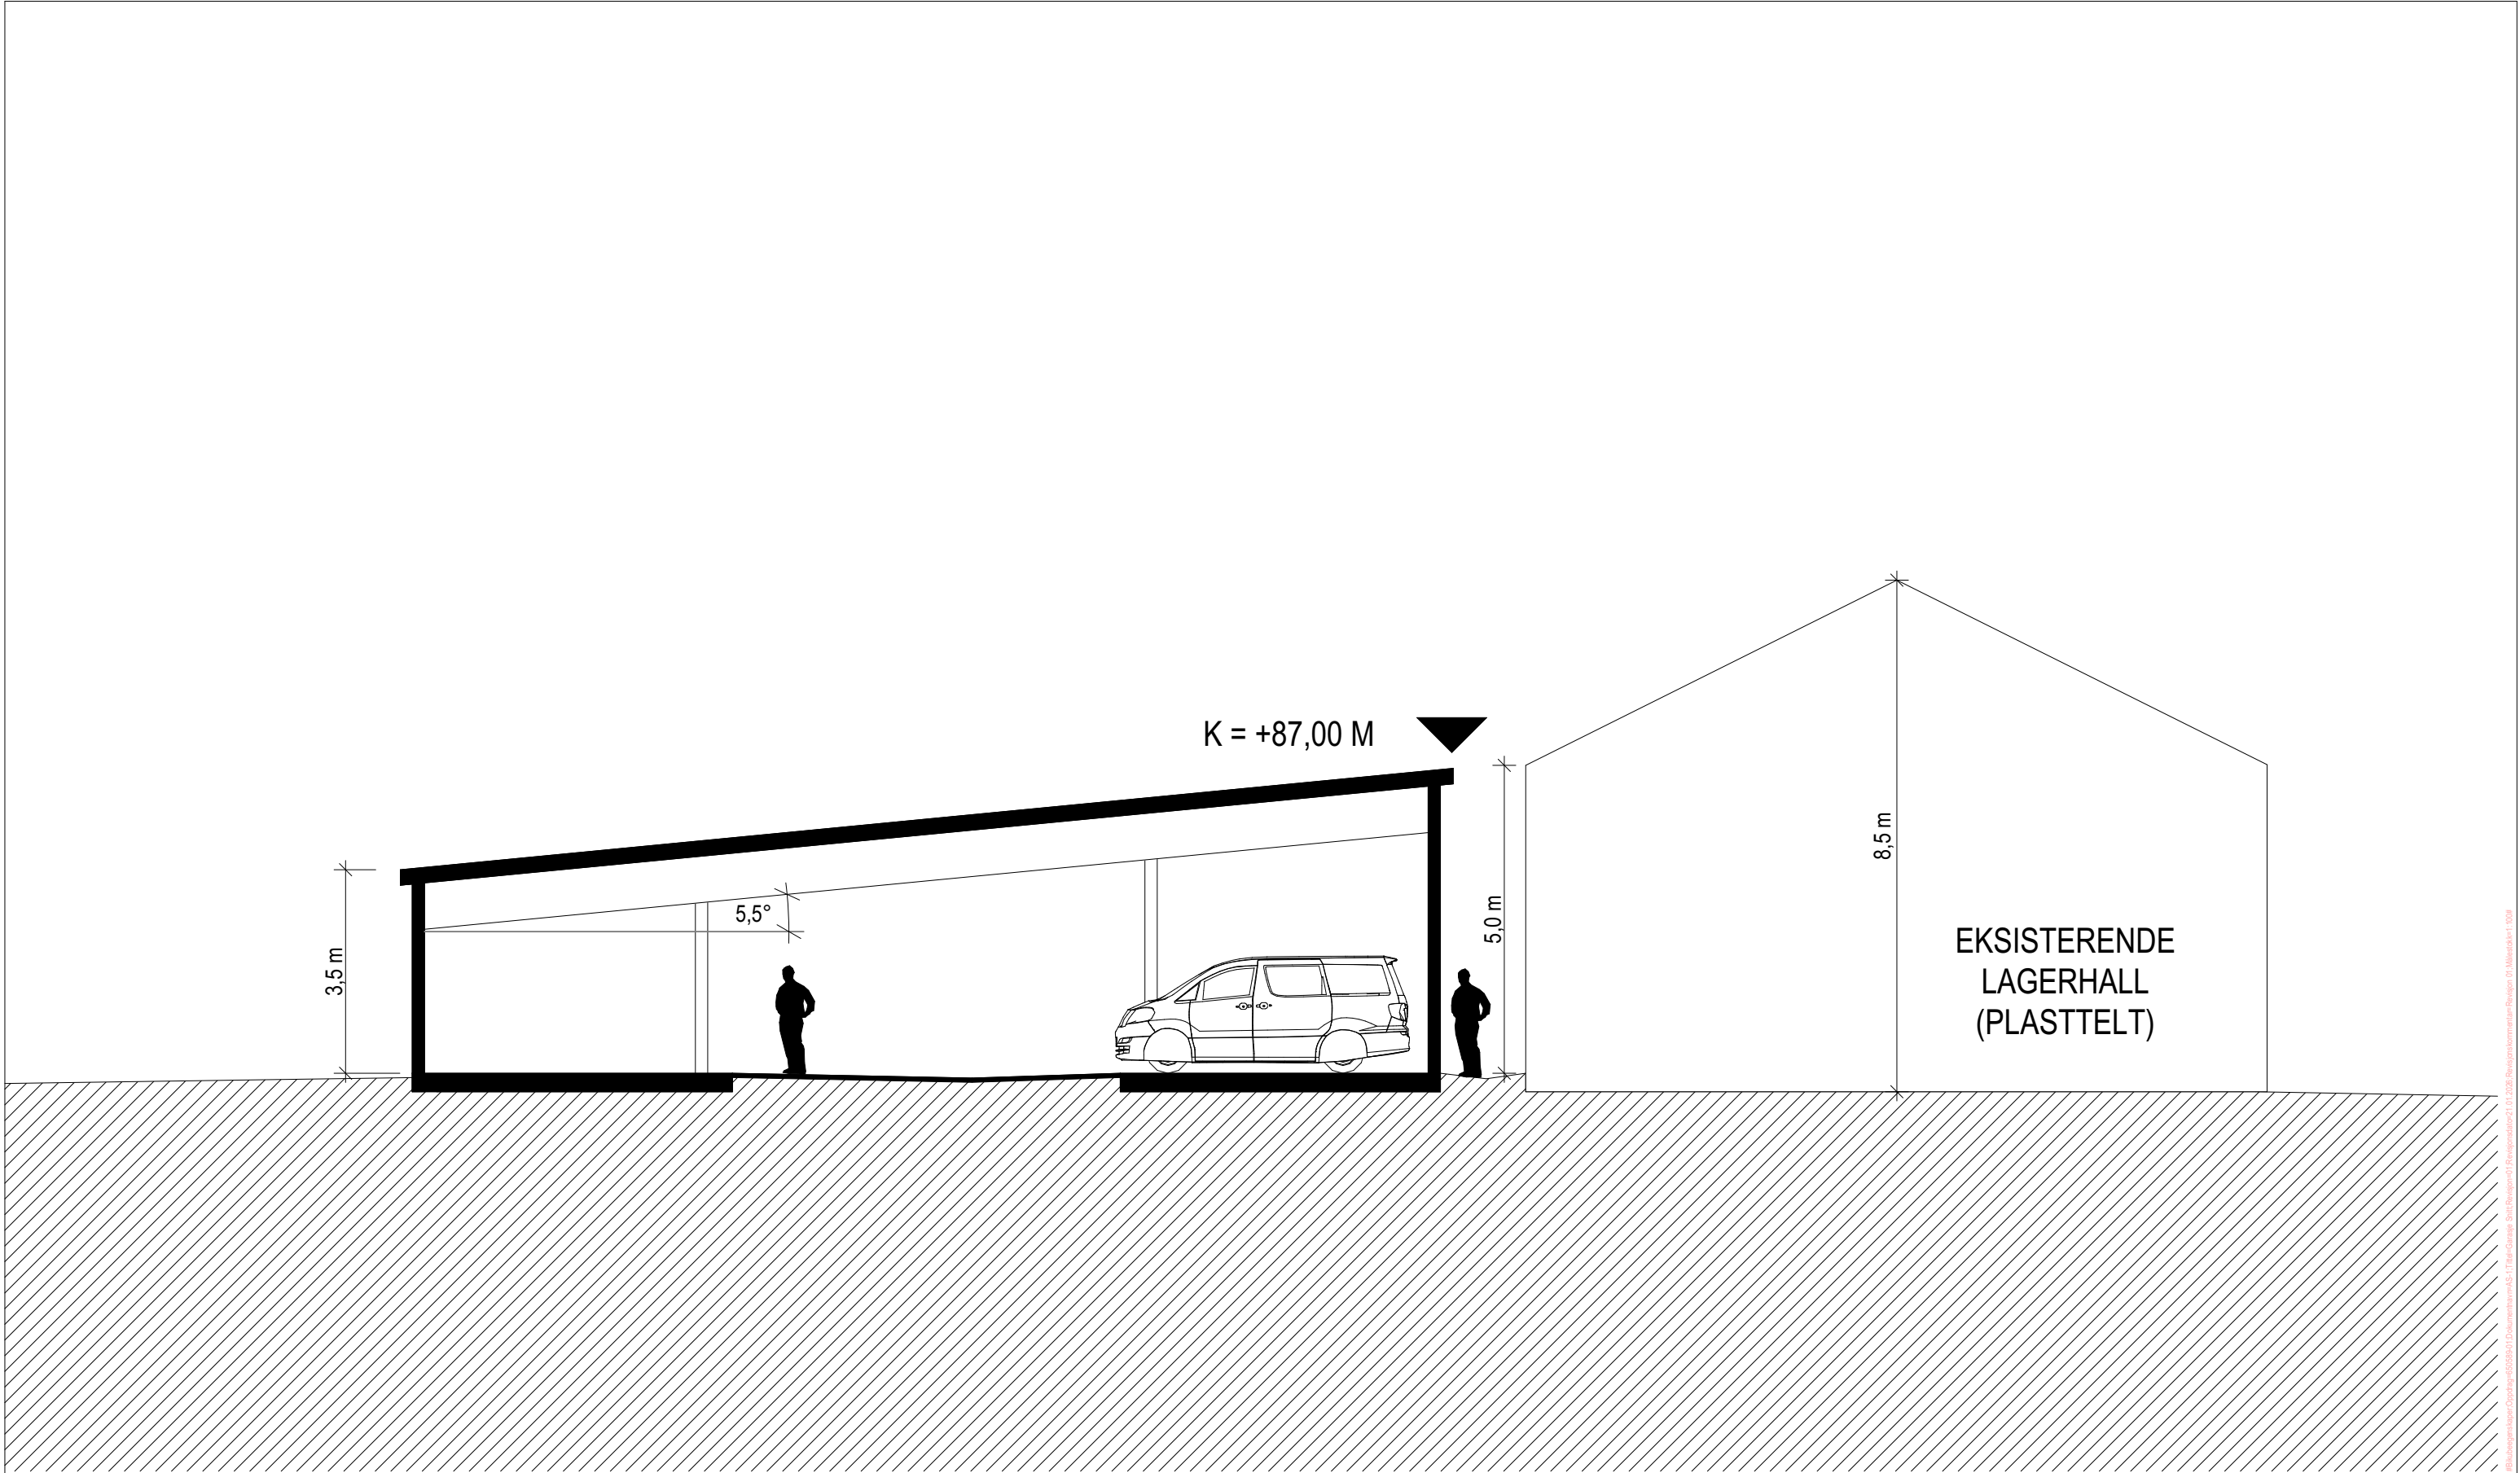 K = +87,00 M
3,5 m
5,5°
5,0 m
8,5 m
EKSISTERENDE
LAGERHALL
(PLASTTELT)